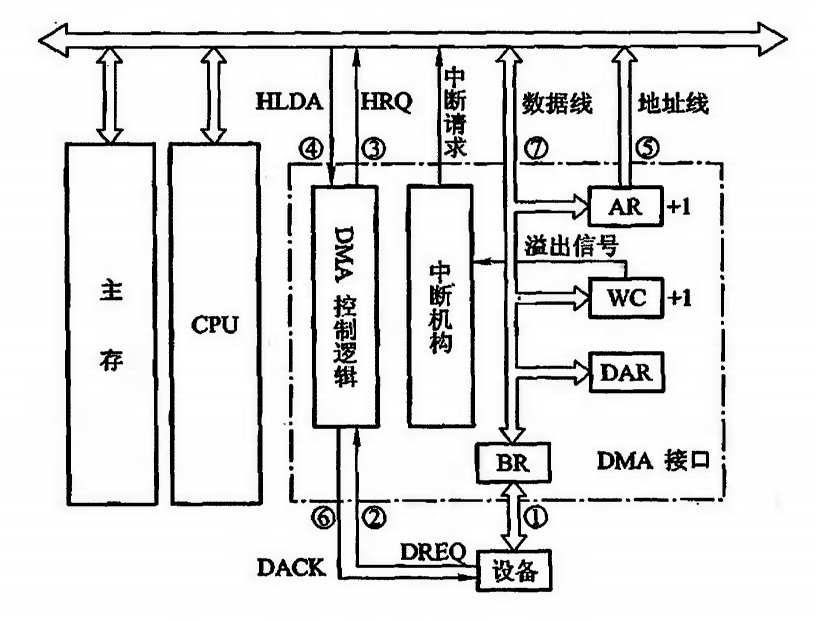 HLDA
HRQ
中断请求
数据线
地址线
④
③
⑦
⑤
AR
+1
溢出信号
主存
CPU
DMA 控制逻辑
中断机构
WC
+1
DAR
BR
DMA 接口
⑥
②
①
DACK
DREQ
设备